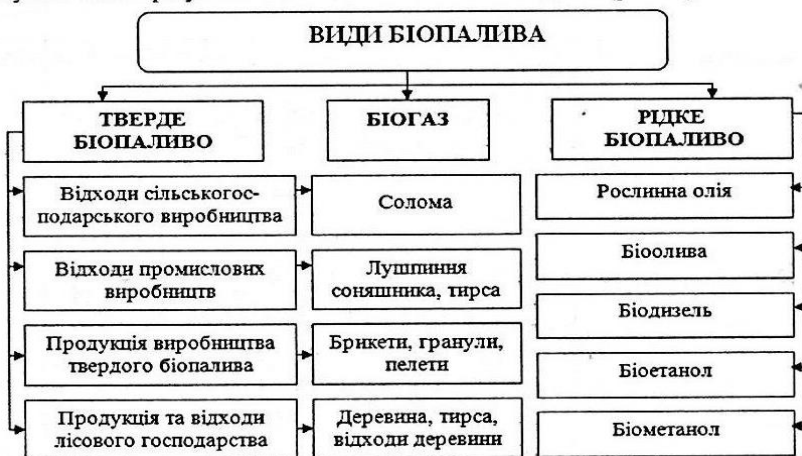 ВИДИ БІОПАЛИВА
ТВЕРДЕ
БІОПАЛИВО
БІОГАЗ
РІДКЕ
БІОПАЛИВО
Відходи сільськогос-
подарського виробництва
Солома
Рослинна олія
Відходи промислових
виробництв
Лушпиння
соняшника, тирса
Біоолива
Біодизель
Продукція виробництва
твердого біопалива
Брикети, гранули,
пелети
Біоетанол
Продукція та відходи
лісового господарства
Деревина, тирса,
відходи деревини
Біометанол